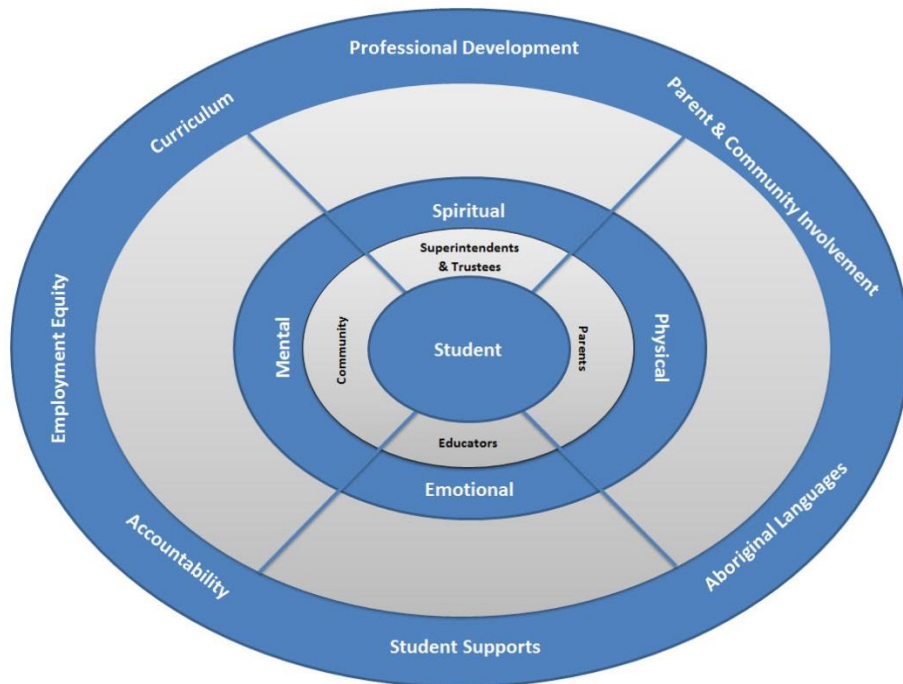 Professional Development
Curriculum
Parent & Community Involvement
Spiritual
Superintendents
& Trustees
Employment Equity
Mental
Community
Student
Parents
Physical
Educators
Emotional
Accountability
Aboriginal Languages
Student Supports